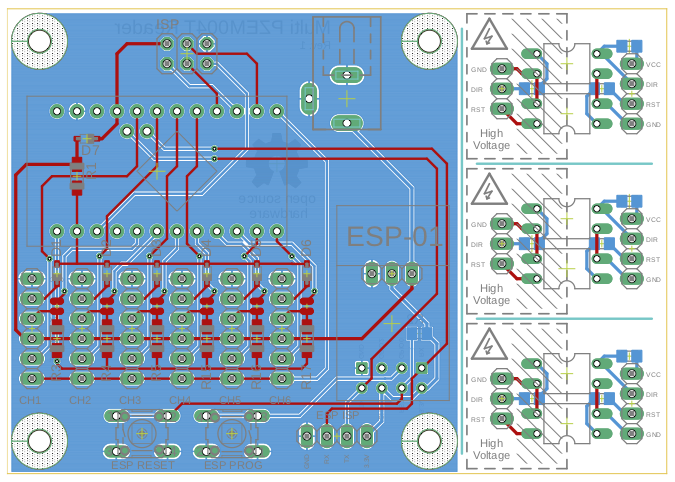 ISP
Multi PZEM004T Reader
D7
R1
open source
hardware
ESP-01
CH1
CH2
CH3
CH4
CH5
CH6
ESP RESET
ESP PROG
GND
DIR
RST
High
Voltage
VCC
DIR
RST
GND
GND
DIR
RST
High
Voltage
VCC
DIR
RST
GND
GND
DIR
RST
High
Voltage
VCC
DIR
RST
GND